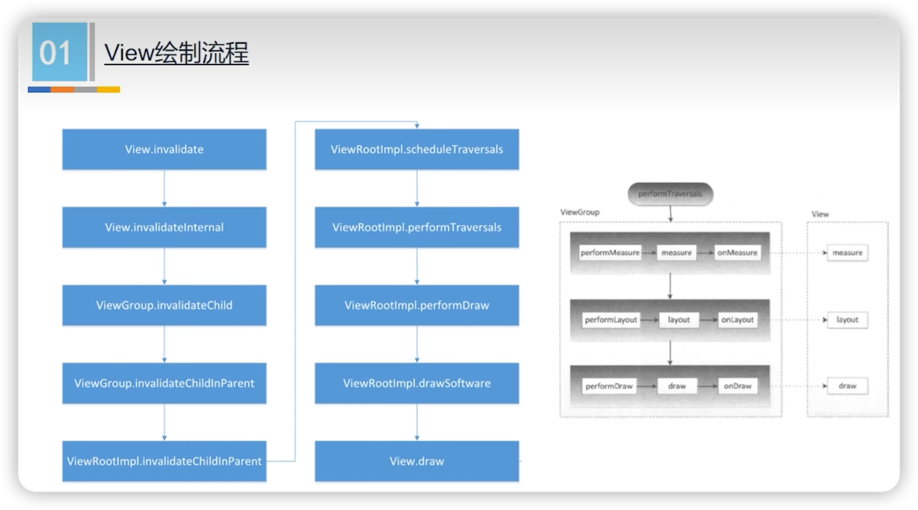 01
View绘制流程
View.invalidate
View.invalidateInternal
ViewGroup.invalidateChild
ViewGroup.invalidateChildInParent
ViewRootImpl.invalidateChildInParent
ViewRootImpl.scheduleTraversals
ViewRootImpl.performTraversals
ViewRootImpl.performDraw
ViewRootImpl.drawSoftware
View.draw
performTraversals
ViewGroup
performMeasure
measure
onMeasure
performLayout
layout
onLayout
performDraw
draw
onDraw
View
measure
layout
draw